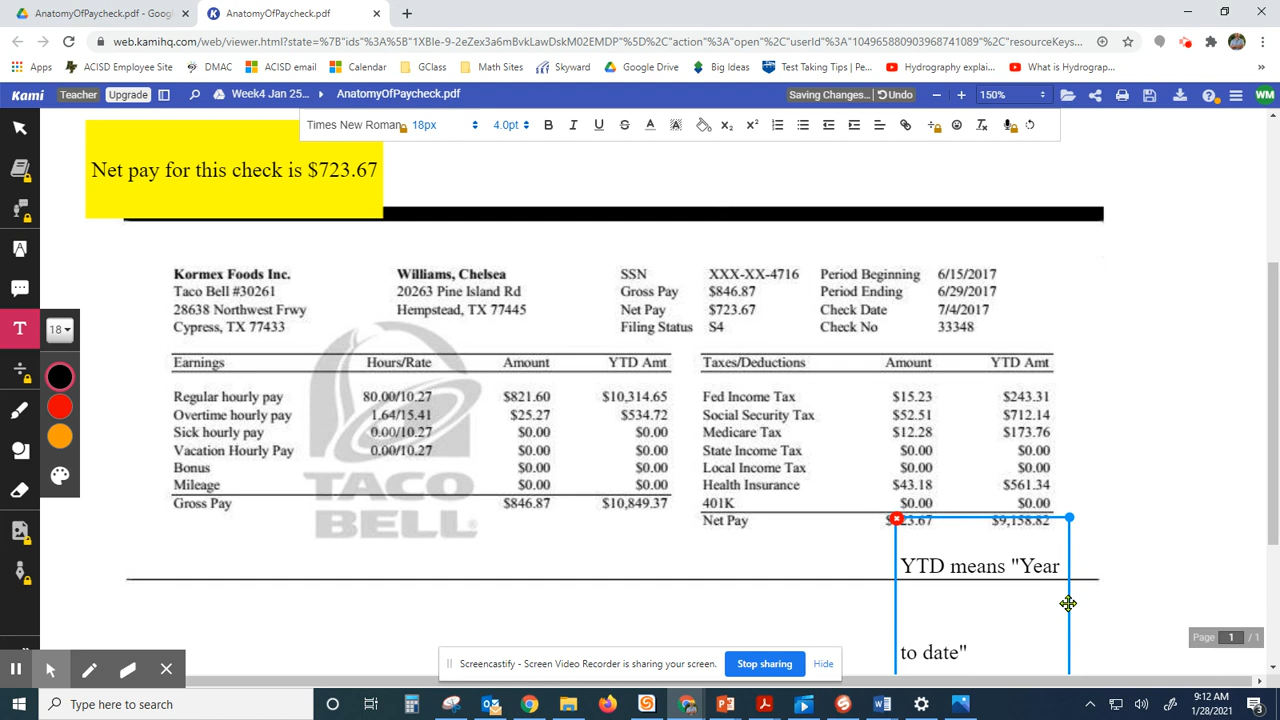 AnatomyOfPaycheck.pdf - Goog
AnatomyOfPaycheck.pdf
web.kamihq.com/web/viewer.html?state=%7B"ids"%3A%5B"1XBle-9-2eZex3a6mBvkLawDskM02EMDP"%5D%2C"action"%3A"open"%2C"userId"%3A"104965880903968741089"%2C"resourceKeys...
Apps
ACISD Employee Site
DMAC
ACISD email
Calendar
GClass
Math Sites
Skyward
Google Drive
Big Ideas
Test Taking Tips | Pe...
Hydrography explai...
What is Hydrograp...
»
Kami
Teacher
Upgrade
Week4 Jan 25...
AnatomyOfPaycheck.pdf
Saving Changes...
Undo
150%
WM
Times New Roman
18px
4.0pt
Net pay for this check is $723.67
Kormex Foods Inc.
Taco Bell #30261
28638 Northwest Frwy
Cypress, TX 77433
Williams, Chelsea
20263 Pine Island Rd
Hempstead, TX 77445
SSN XXX-XX-4716 Period Beginning 6/15/2017
Gross Pay $846.87 Period Ending 6/29/2017
Net Pay $723.67 Check Date 7/4/2017
Filing Status S4 Check No 33348
Earnings Hours/Rate Amount YTD Amt
Regular hourly pay 80.00/10.27 $821.60 $10,314.65
Overtime hourly pay 1.64/15.41 $25.27 $534.72
Sick hourly pay 0.00/10.27 $0.00 $0.00
Vacation Hourly Pay 0.00/10.27 $0.00 $0.00
Bonus $0.00 $0.00
Mileage $0.00 $0.00
Gross Pay $846.87 $10,849.37
TACO
BELL
Taxes/Deductions Amount YTD Amt
Fed Income Tax $15.23 $243.31
Social Security Tax $52.51 $712.14
Medicare Tax $12.28 $173.76
State Income Tax $0.00 $0.00
Local Income Tax $0.00 $0.00
Health Insurance $43.18 $561.34
401K $0.00 $0.00
Net Pay 23.67 $9,158.82
YTD means "Year
to date"
18
Page 1 / 1
Screencastify - Screen Video Recorder is sharing your screen.
Stop sharing
Hide
Type here to search
9:12 AM
1/28/2021